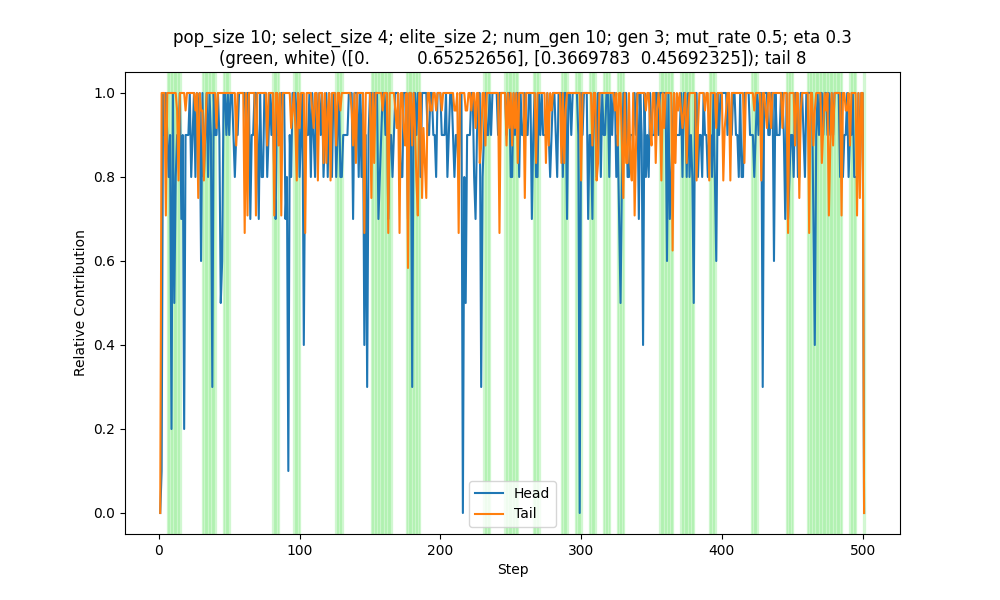 pop_size 10; select_size 4; elite_size 2; num_gen 10; gen 3; mut_rate 0.5; eta 0.3
(green, white) ([0.         0.65252656], [0.3669783  0.45692325]); tail 8
1.0
0.8
0.6
0.4
0.2
0.0
Relative Contribution
Head
Tail
0
100
200
300
400
500
Step